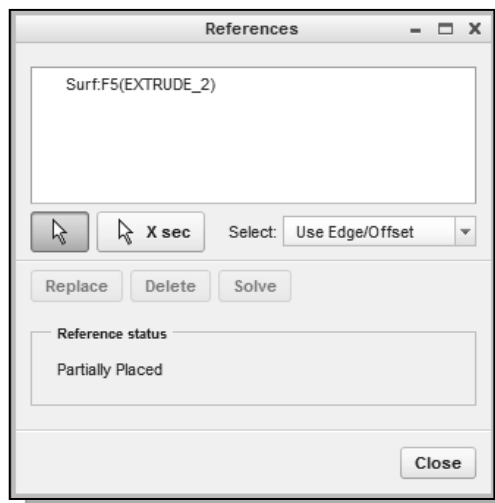 References
Surf:F5(EXTRUDE_2)
X sec Select: Use Edge/Offset
Replace Delete Solve
Reference status
Partially Placed
Close